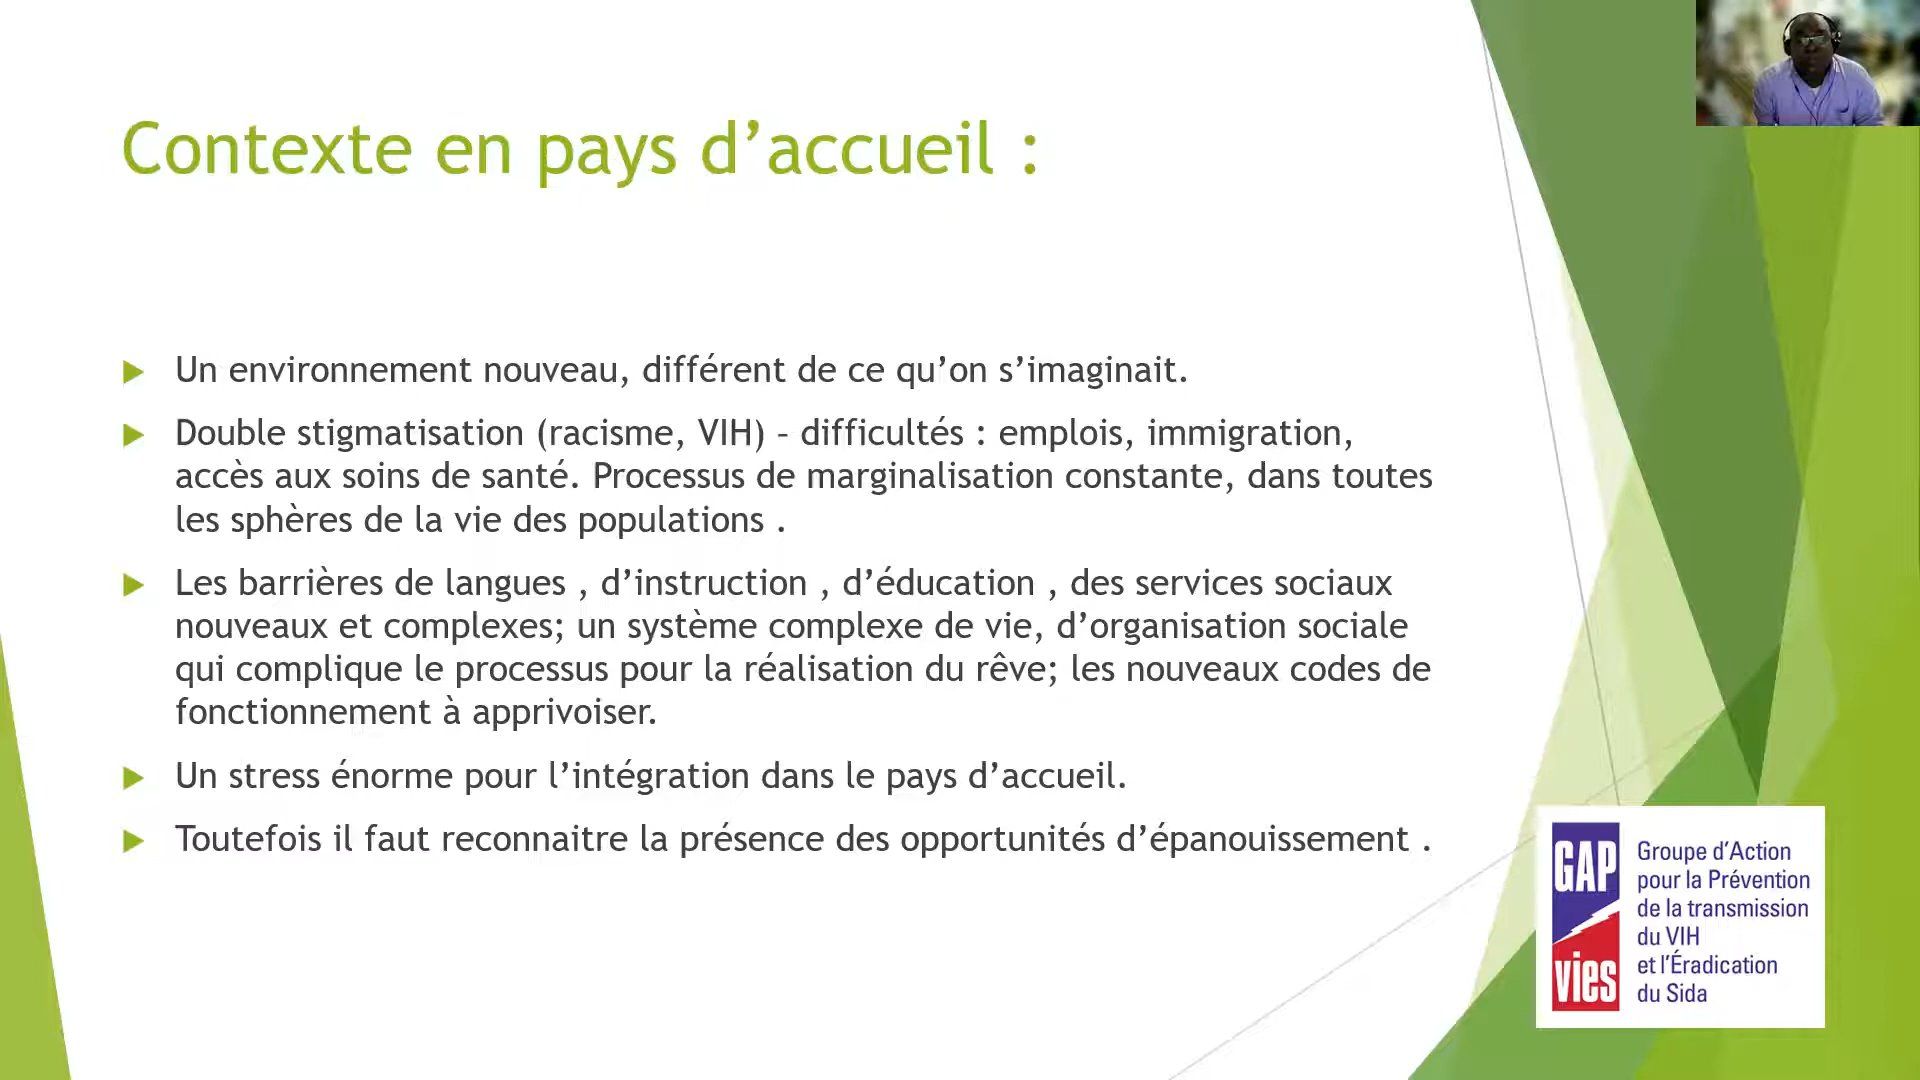 Contexte en pays d’accueil :
Un environnement nouveau, différent de ce qu’on s’imaginait.
Double stigmatisation (racisme, VIH) – difficultés : emplois, immigration,
accès aux soins de santé. Processus de marginalisation constante, dans toutes
les sphères de la vie des populations .
Les barrières de langues , d’instruction , d’éducation , des services sociaux
nouveaux et complexes; un système complexe de vie, d’organisation sociale
qui complique le processus pour la réalisation du rêve; les nouveaux codes de
fonctionnement à apprivoiser.
Un stress énorme pour l’intégration dans le pays d’accueil.
Toutefois il faut reconnaitre la présence des opportunités d’épanouissement .
GAP
vies
Groupe d’Action
pour la Prévention
de la transmission
du VIH
et l’Éradication
du Sida